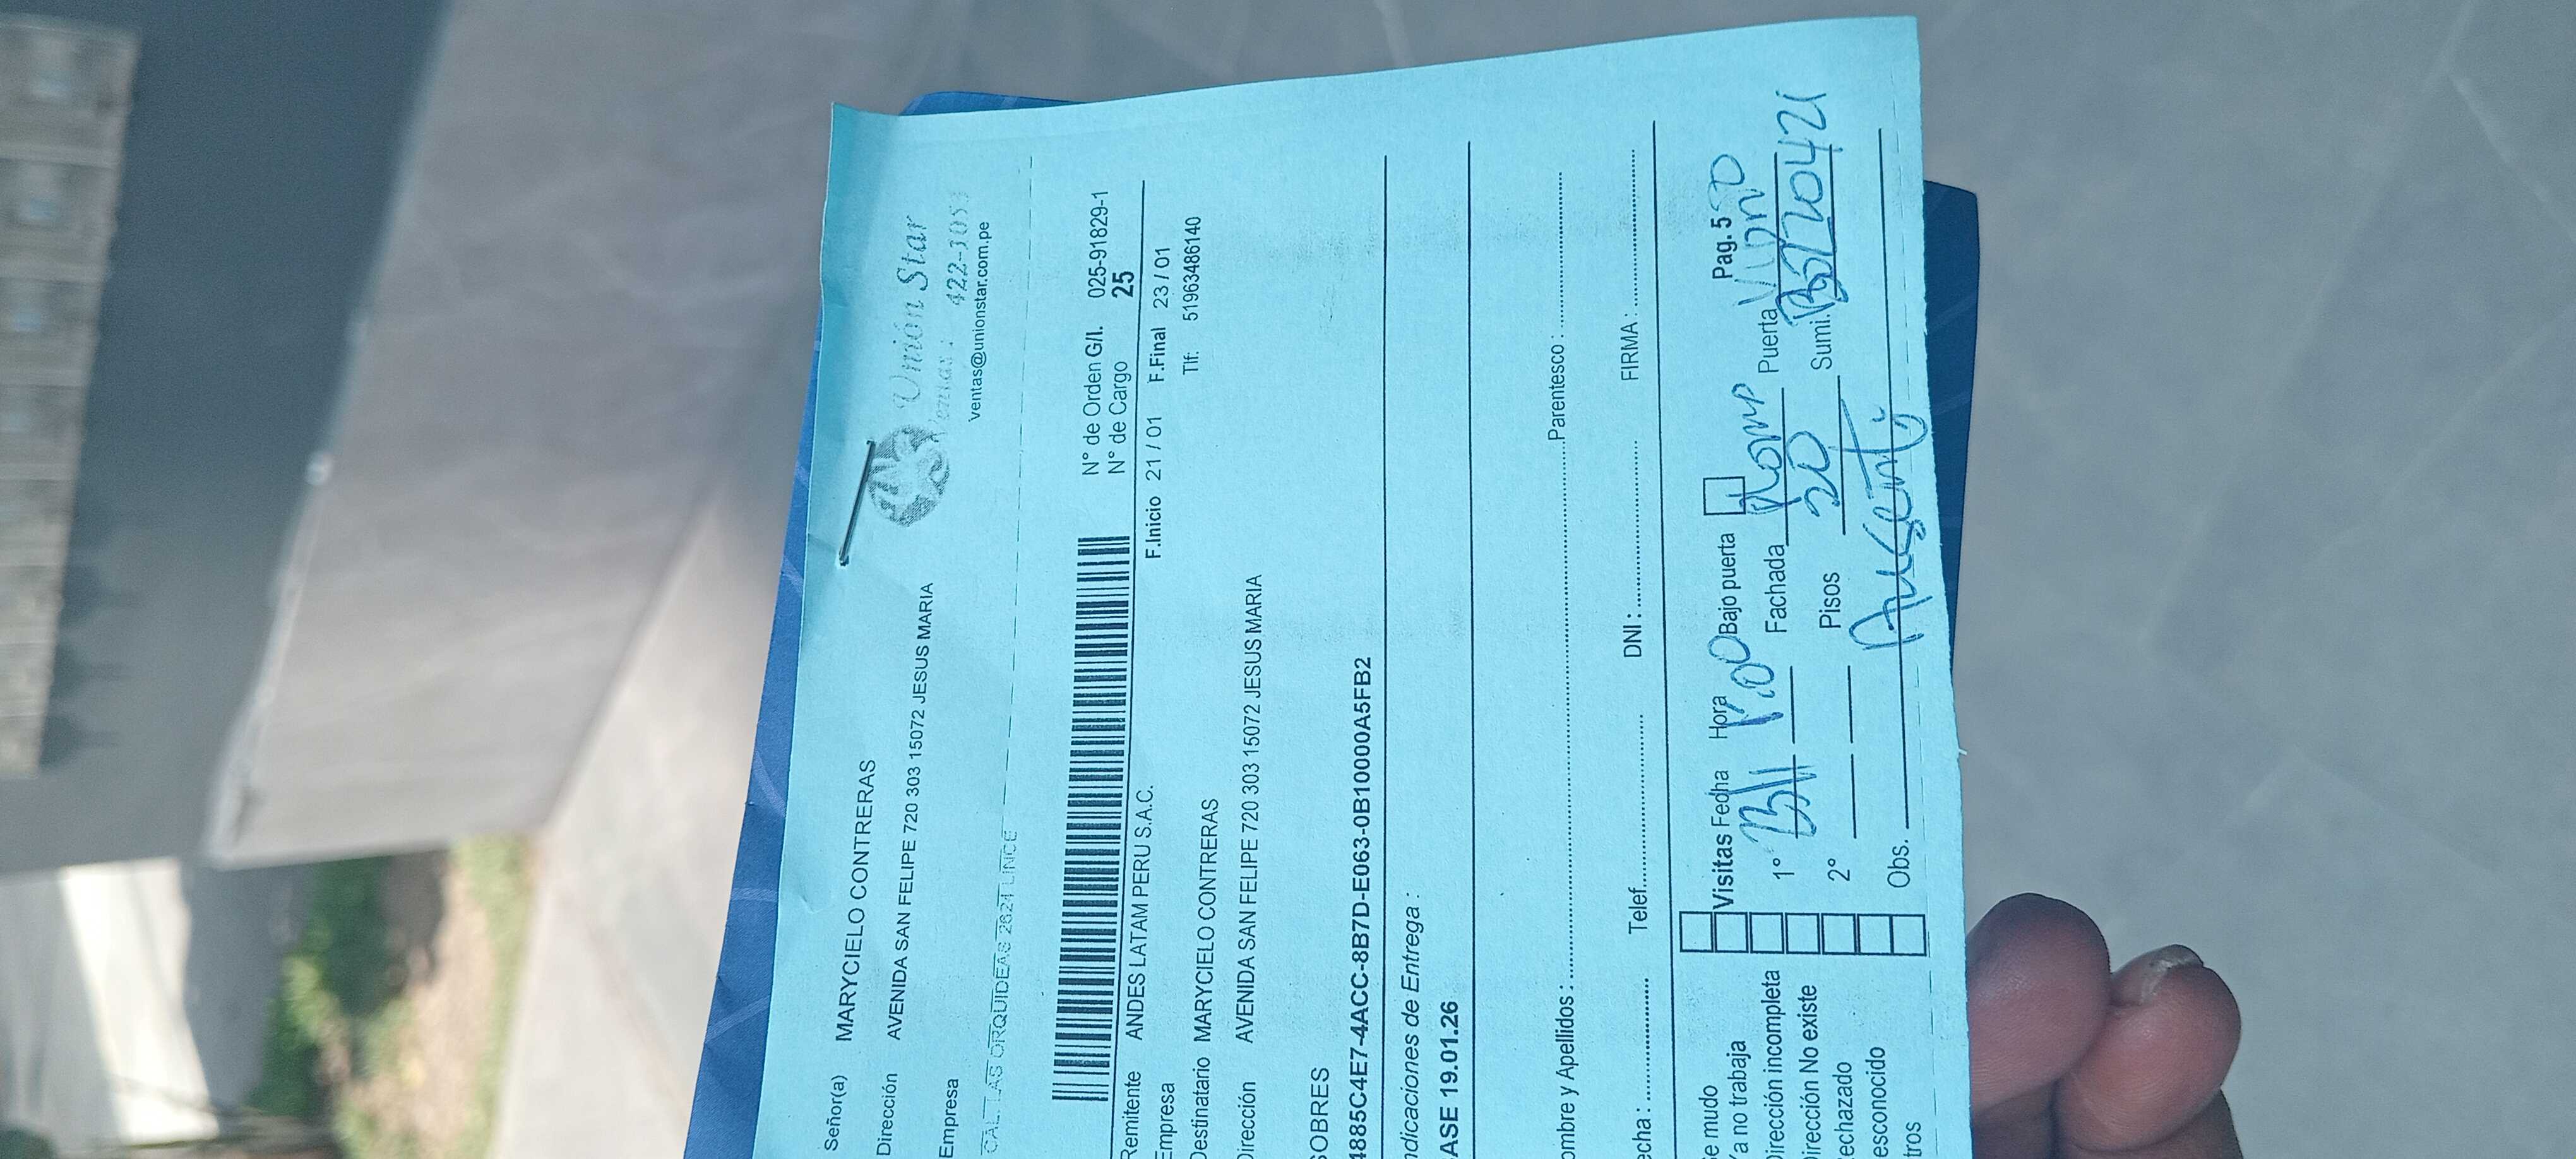 Señor(a) MARYCIELO CONTRERAS
Dirección AVENIDA SAN FELIPE 720 303 15072 JESUS MARIA
Empresa
Unión Star
Ventas: 422-105
ventas@unionstar.com.pe
CALL LAS ORQUIDEAS 2621 LINCE
N° de Orden G/I. 025-91829-1
N° de Cargo 25
Remitente ANDES LATAM PERU S.A.C.
F.Inicio 21 / 01 F.Final 23 / 01
Empresa
Tlf: 51963486140
Destinatario MARYCIELO CONTRERAS
Dirección AVENIDA SAN FELIPE 720 303 15072 JESUS MARIA
SOBRES
4885C4E7-4ACC-8B7D-E063-0B10000A5FB2
ndicaciones de Entrega :
ASE 19.01.26
ombre y Apellidos : Parentesco :
echa : Telef. DNI : FIRMA :
e mudo
Visitas Fecha Hora Bajo puerta Pag. 5
a no trabaja
1° Fachada Plomo Puerta
irección incompleta
2° Pisos 20 Sumi.
irección No existe
echazado
Obs. Ausente
esconocido
tros